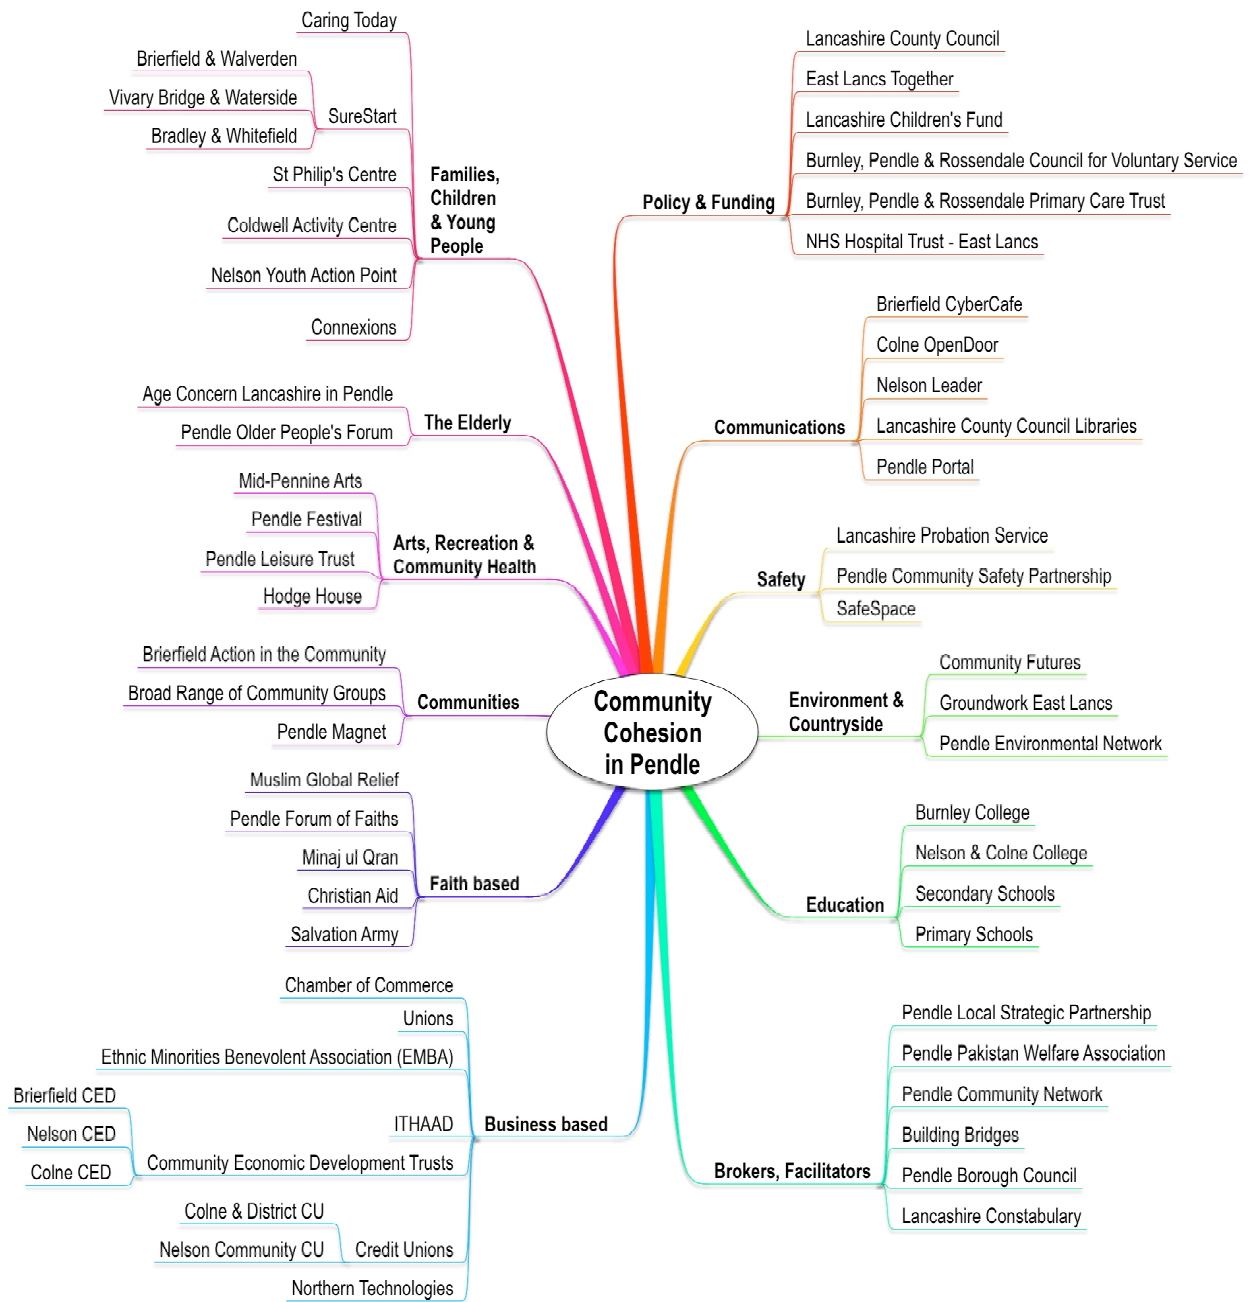 Community
Cohesion
in Pendle
Policy & Funding
Lancashire County Council
East Lancs Together
Lancashire Children's Fund
Burnley, Pendle & Rossendale Council for Voluntary Service
Burnley, Pendle & Rossendale Primary Care Trust
NHS Hospital Trust - East Lancs
Communications
Brierfield CyberCafe
Colne OpenDoor
Nelson Leader
Lancashire County Council Libraries
Pendle Portal
Safety
Lancashire Probation Service
Pendle Community Safety Partnership
SafeSpace
Environment &
Countryside
Community Futures
Groundwork East Lancs
Pendle Environmental Network
Education
Burnley College
Nelson & Colne College
Secondary Schools
Primary Schools
Brokers, Facilitators
Pendle Local Strategic Partnership
Pendle Pakistan Welfare Association
Pendle Community Network
Building Bridges
Pendle Borough Council
Lancashire Constabulary
Families,
Children
& Young
People
Caring Today
SureStart
Brierfield & Walverden
Vivary Bridge & Waterside
Bradley & Whitefield
St Philip's Centre
Coldwell Activity Centre
Nelson Youth Action Point
Connexions
The Elderly
Age Concern Lancashire in Pendle
Pendle Older People's Forum
Arts, Recreation &
Community Health
Mid-Pennine Arts
Pendle Festival
Pendle Leisure Trust
Hodge House
Communities
Brierfield Action in the Community
Broad Range of Community Groups
Pendle Magnet
Faith based
Muslim Global Relief
Pendle Forum of Faiths
Minaj ul Qran
Christian Aid
Salvation Army
Business based
Chamber of Commerce
Unions
Ethnic Minorities Benevolent Association (EMBA)
ITHAAD
Community Economic Development Trusts
Brierfield CED
Nelson CED
Colne CED
Credit Unions
Colne & District CU
Nelson Community CU
Northern Technologies